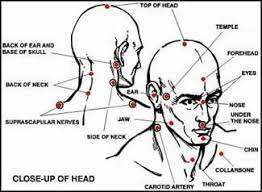 TOP OF HEAD
TEMPLE
FOREHEAD
BACK OF EAR AND
BASE OF SKULL
EYES
BACK OF NECK
EAR
NOSE
UNDER
THE NOSE
SUPRASCAPULAR NERVES
JAW
SIDE OF NECK
CHIN
COLLARBONE
THROAT
CLOSE-UP OF HEAD
CAROTID ARTERY